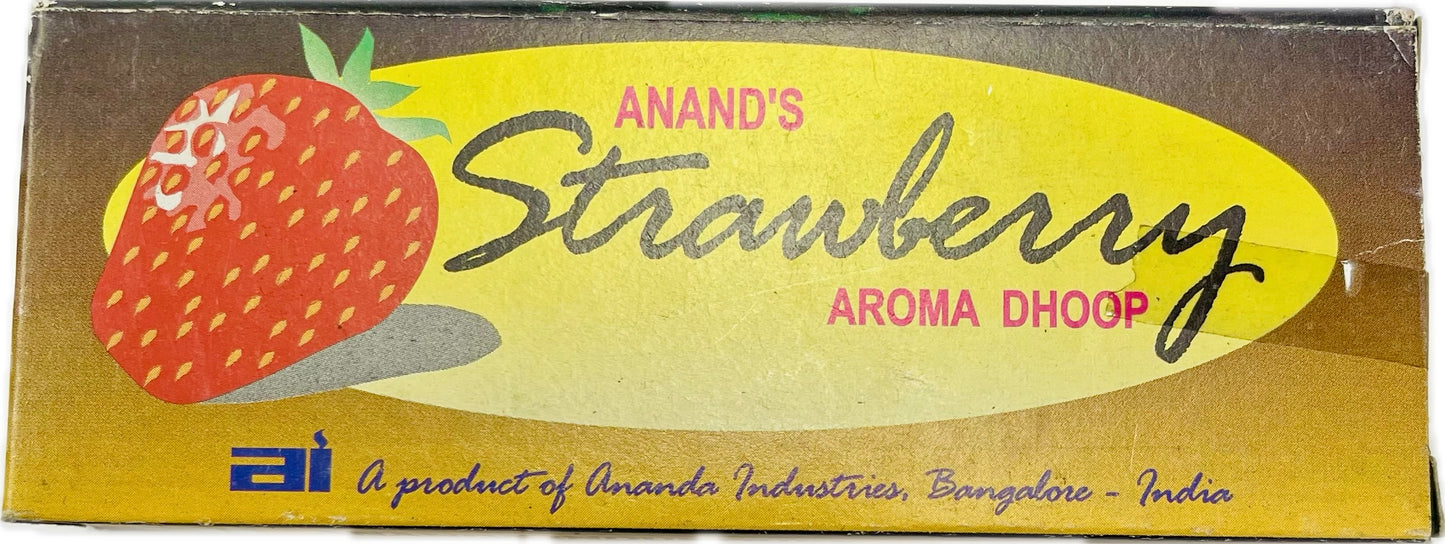 ANAND'S
Strawberry
AROMA DHOOP
ai A product of Ananda Industries, Bangalore - India